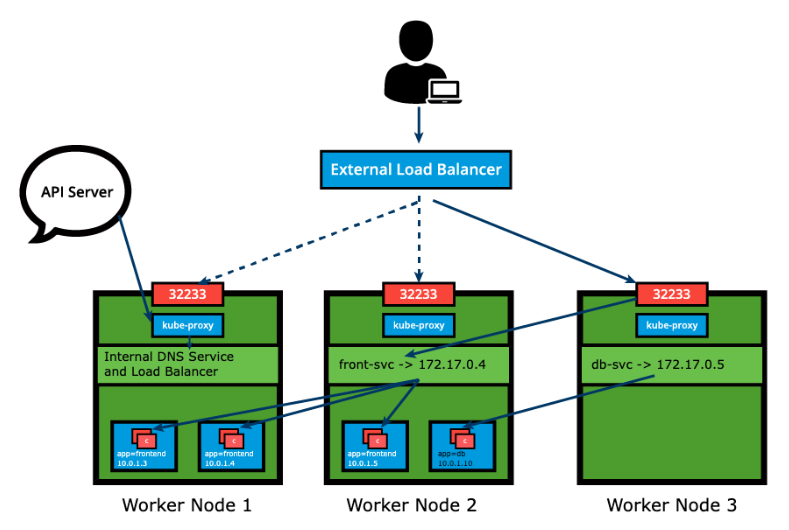 External Load Balancer
API Server
32233
32233
32233
kube-proxy
kube-proxy
kube-proxy
Internal DNS Service
and Load Balancer
front-svc -> 172.17.0.4
db-svc -> 172.17.0.5
c
app=frontend
10.0.1.3
c
app=frontend
10.0.1.4
c
app=frontend
10.0.1.5
c
app=db
10.0.1.10
Worker Node 1
Worker Node 2
Worker Node 3